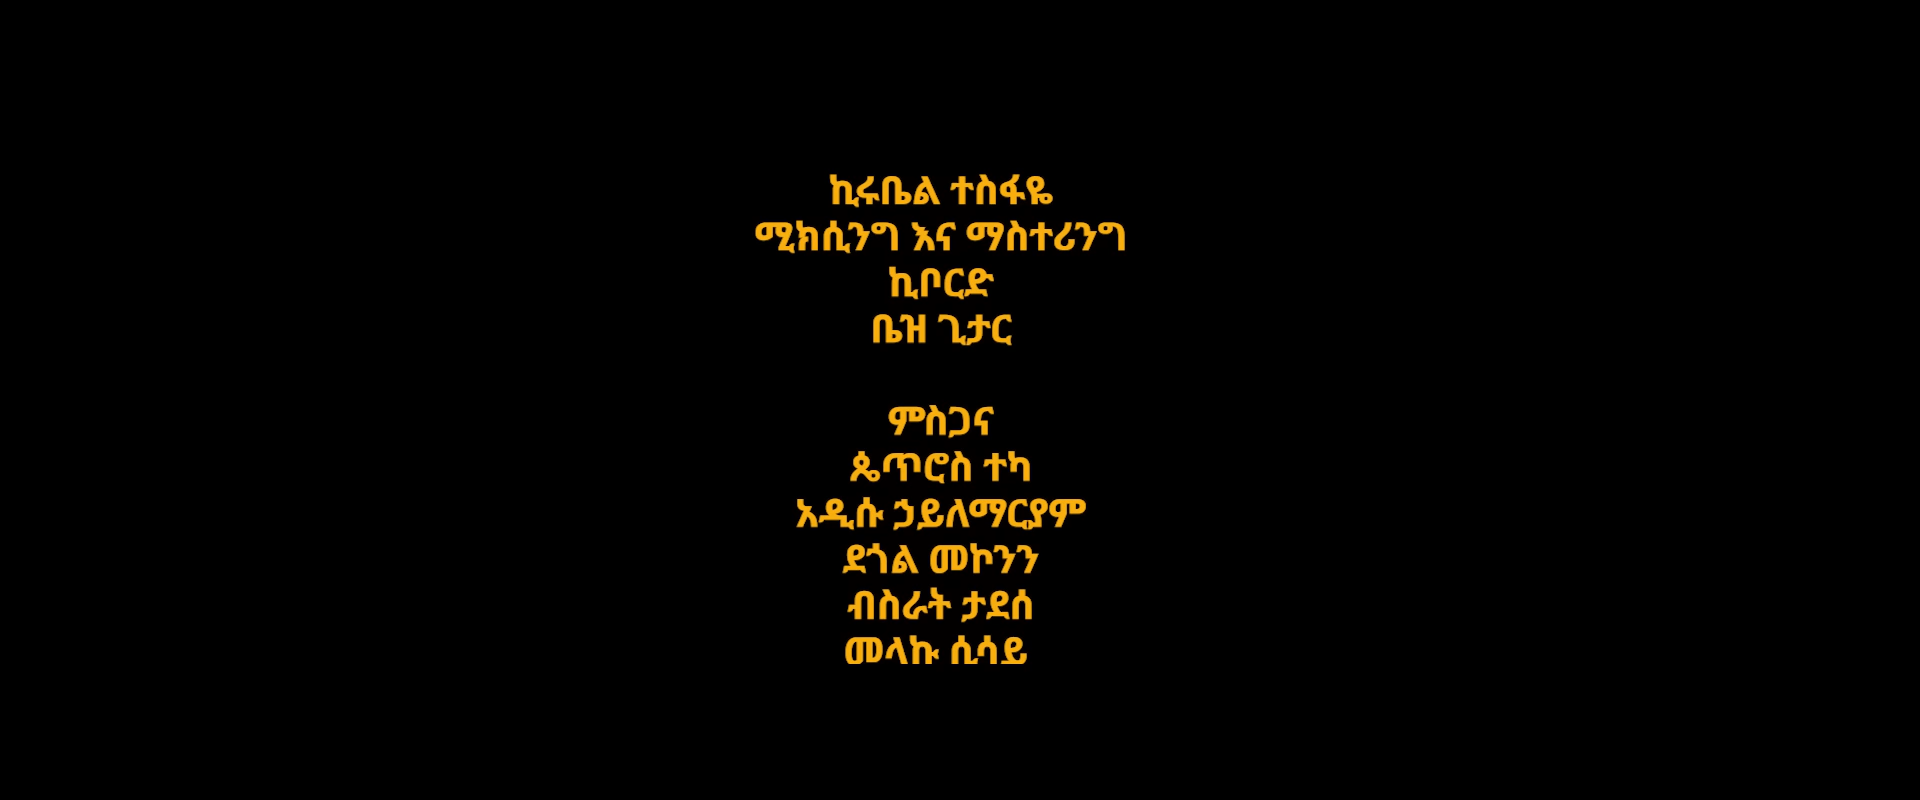 ኪሩቤል ተስፋዬ
ሚክሲንግ እና ማስተሪንግ
ኪቦርድ
ቤዝ ጊታር
ምስጋና
ጴጥሮስ ተካ
አዲሱ ኃይለማርያም
ደጎል መኮንን
ብስራት ታደሰ
መላኩ ሲሳይ